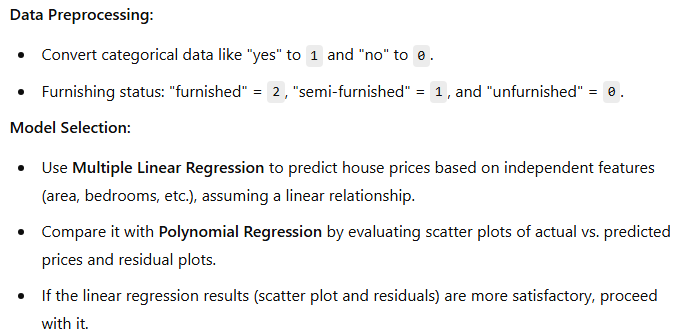 Data Preprocessing:
• Convert categorical data like "yes" to 1 and "no" to 0.
• Furnishing status: "furnished" = 2, "semi-furnished" = 1, and "unfurnished" = 0.
Model Selection:
• Use Multiple Linear Regression to predict house prices based on independent features
(area, bedrooms, etc.), assuming a linear relationship.
• Compare it with Polynomial Regression by evaluating scatter plots of actual vs. predicted
prices and residual plots.
• If the linear regression results (scatter plot and residuals) are more satisfactory, proceed
with it.